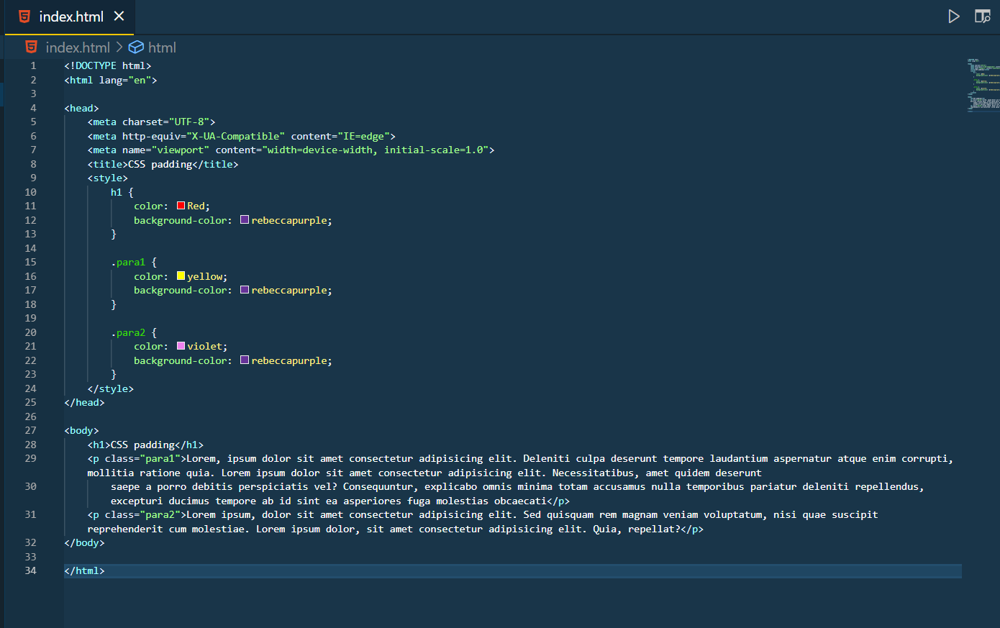 index.html
index.html > html
1 <!DOCTYPE html>
2 <html lang="en">
3
4 <head>
5 <meta charset="UTF-8">
6 <meta http-equiv="X-UA-Compatible" content="IE=edge">
7 <meta name="viewport" content="width=device-width, initial-scale=1.0">
8 <title>CSS padding</title>
9 <style>
10 h1 {
11 color: Red;
12 background-color: rebeccapurple;
13 }
14
15 .para1 {
16 color: yellow;
17 background-color: rebeccapurple;
18 }
19
20 .para2 {
21 color: violet;
22 background-color: rebeccapurple;
23 }
24 </style>
25 </head>
26
27 <body>
28 <h1>CSS padding</h1>
29 <p class="para1">Lorem, ipsum dolor sit amet consectetur adipisicing elit. Deleniti culpa deserunt tempore laudantium aspernatur atque enim corrupti,
mollitia ratione quia. Lorem ipsum dolor sit amet consectetur adipisicing elit. Necessitatibus, amet quidem deserunt
30 saepe a porro debitis perspiciatis vel? Consequuntur, explicabo omnis minima totam accusamus nulla temporibus pariatur deleniti repellendus,
excepturi ducimus tempore ab id sint ea asperiores fuga molestias obcaecati</p>
31 <p class="para2">Lorem ipsum, dolor sit amet consectetur adipisicing elit. Sed quisquam rem magnam veniam voluptatum, nisi quae suscipit
reprehenderit cum molestiae. Lorem ipsum dolor, sit amet consectetur adipisicing elit. Quia, repellat?</p>
32 </body>
33
34 </html>